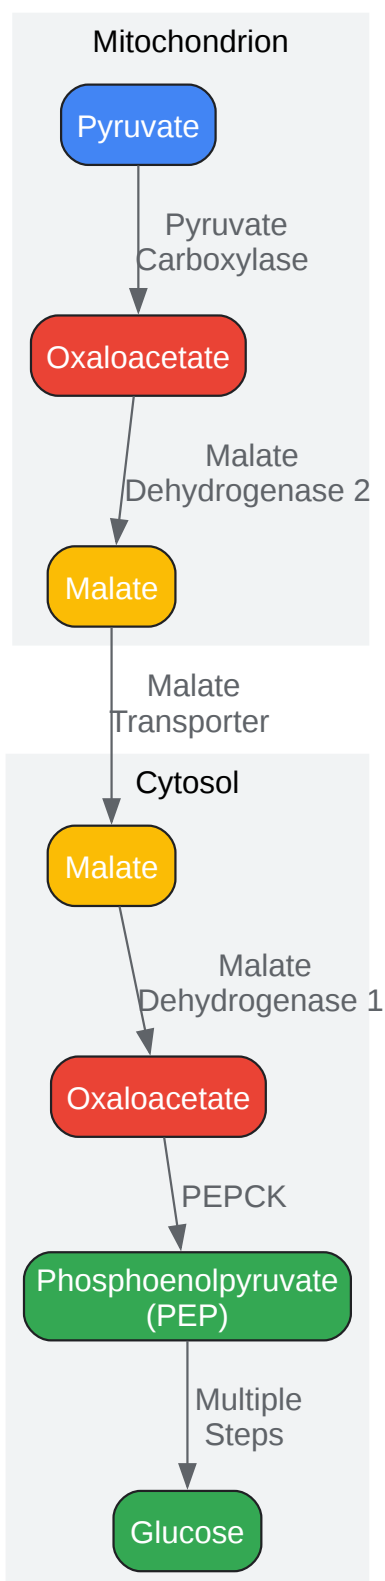 Mitochondrion
Pyruvate
Pyruvate
Carboxylase
Oxaloacetate
Malate
Dehydrogenase 2
Malate
Malate
Transporter
Cytosol
Malate
Malate
Dehydrogenase 1
Oxaloacetate
PEPCK
Phosphoenolpyruvate
(PEP)
Multiple
Steps
Glucose